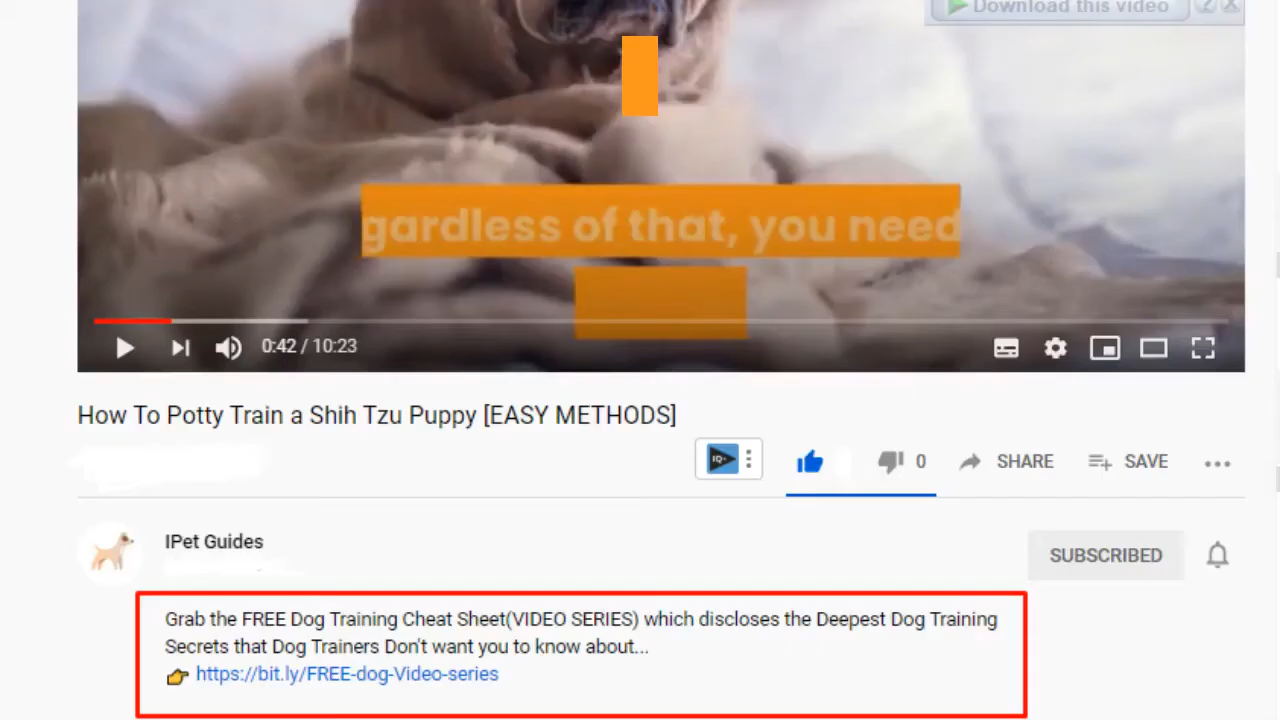 Download this video ?
gardless of that, you need
0:42 / 10:23
How To Potty Train a Shih Tzu Puppy [EASY METHODS]
IQ
0 SHARE SAVE
IPet Guides
SUBSCRIBED
Grab the FREE Dog Training Cheat Sheet(VIDEO SERIES) which discloses the Deepest Dog Training
Secrets that Dog Trainers Don't want you to know about...
https://bit.ly/FREE-dog-Video-series